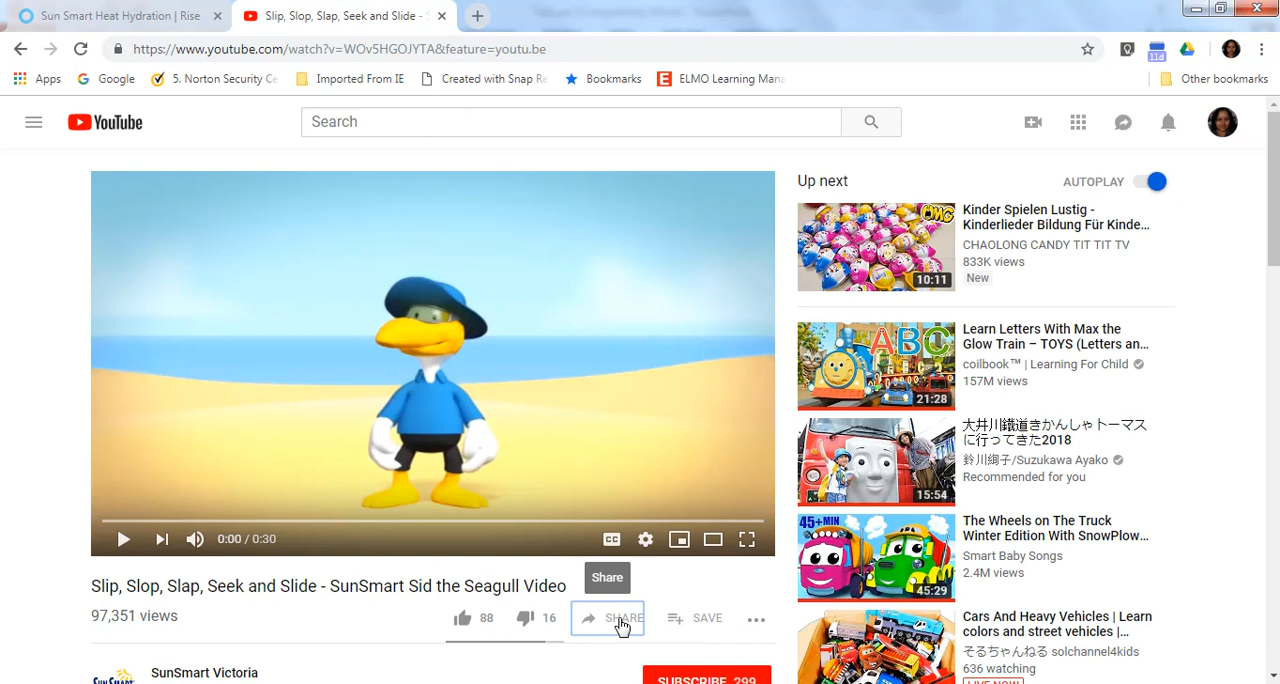 Sun Smart Heat Hydration | Rise
Slip, Slop, Slap, Seek and Slide -
https://www.youtube.com/watch?v=WOv5HGOJYTA&feature=youtu.be
11d
Apps
Google
5. Norton Security Ce
Imported From IE
Created with Snap Re
Bookmarks
ELMO Learning Mana
Other bookmarks
YouTube
Search
Up next
AUTOPLAY
OMG
10:11
Kinder Spielen Lustig -
Kinderlieder Bildung Für Kinde...
CHAOLONG CANDY TIT TIT TV
833K views
New
ABC
21:28
Learn Letters With Max the
Glow Train – TOYS (Letters an...
coilbook™ | Learning For Child
157M views
15:54
大井川鐵道きかんしゃトーマス
に行ってきた2018
鈴川絢子/Suzukawa Ayako
Recommended for you
45+MIN
45:29
The Wheels on The Truck
Winter Edition With SnowPlow...
Smart Baby Songs
2.4M views
Cars And Heavy Vehicles | Learn
colors and street vehicles |...
そるちゃんねる solchannel4kids
636 watching
LIVE NOW
0:00 / 0:30
CC
Share
Slip, Slop, Slap, Seek and Slide - SunSmart Sid the Seagull Video
97,351 views
88
16
SHARE
SAVE
SunSmart
SunSmart Victoria
SUBSCRIBE 299